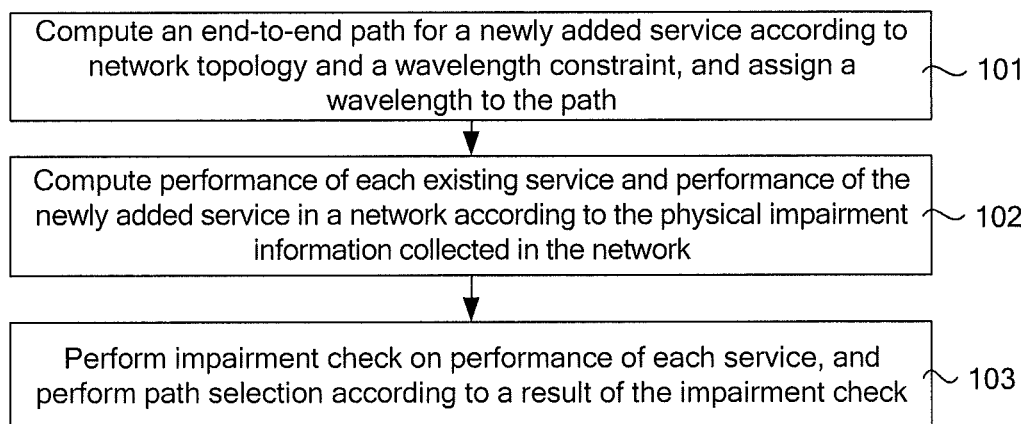 Compute an end-to-end path for a newly added service according to
network topology and a wavelength constraint, and assign a
wavelength to the path
101
Compute performance of each existing service and performance of the
newly added service in a network according to the physical impairment
information collected in the network
102
Perform impairment check on performance of each service, and
perform path selection according to a result of the impairment check
103